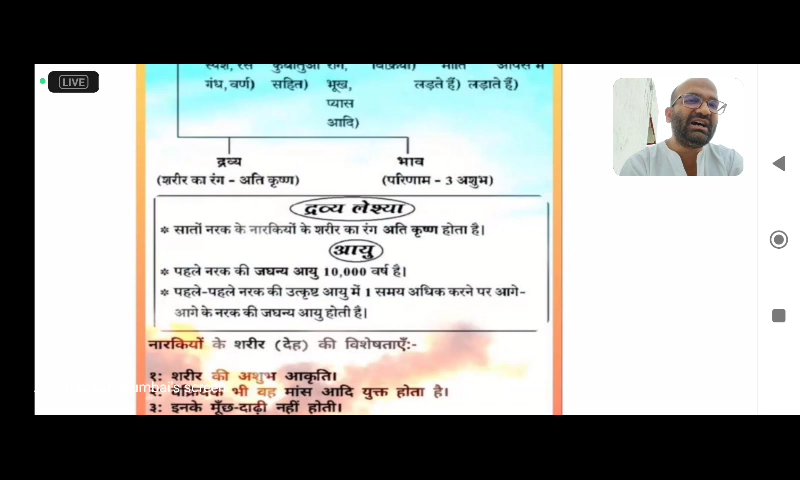 LIVE
गंध, वर्ण) सहित) भूख, लड़ते हैं) लड़ाते हैं)
प्यास
आदि)
द्रव्य भाव
(शरीर का रंग - अति कृष्ण) (परिणाम - 3 अशुभ)
द्रव्य लेश्या
* सातों नरक के नारकियों के शरीर का रंग अति कृष्ण होता है।
आयु
* पहले नरक की जघन्य आयु 10,000 वर्ष है।
* पहले-पहले नरक की उत्कृष्ट आयु में 1 समय अधिक करने पर आगे-
आगे के नरक की जघन्य आयु होती है।
नारकियों के शरीर (देह) की विशेषताएँ:-
१: शरीर की अशुभ आकृति।
भी वह मांस आदि युक्त होता है।
३: इनके मूँछ-दाढ़ी नहीं होती।